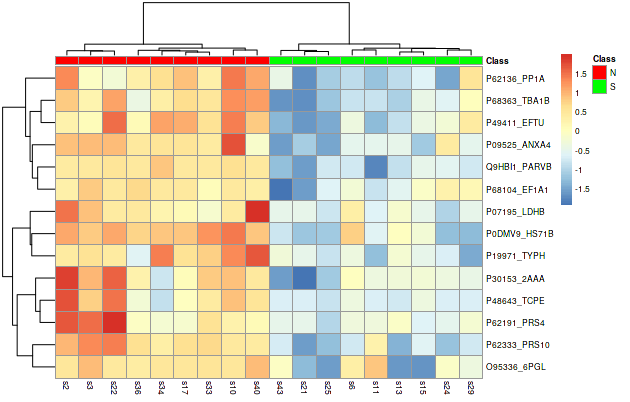 Class
Class
N
S
1.5
1
0.5
0
-0.5
-1
-1.5
P62136_PP1A
P68363_TBA1B
P49411_EFTU
P09525_ANXA4
Q9HBI1_PARVB
P68104_EF1A1
P07195_LDHB
P0DMV9_HS71B
P19971_TYPH
P30153_2AAA
P48643_TCPE
P62191_PRS4
P62333_PRS10
O95336_6PGL
s2 s3 s22 s36 s34 s17 s33 s10 s40 s43 s21 s25 s6 s11 s13 s15 s24 s29